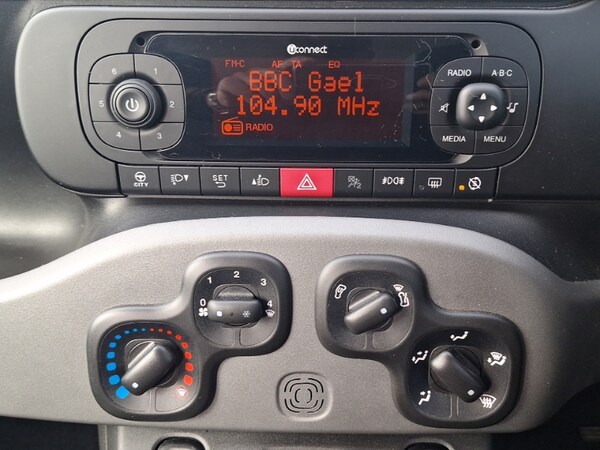 uconnect
FM-C AF TA EQ
BBC Gael
104.90 MHz
RADIO
6 1
5 2
4 3
RADIO A·B·C
MEDIA MENU
CITY
SET
0 1 2 3 4